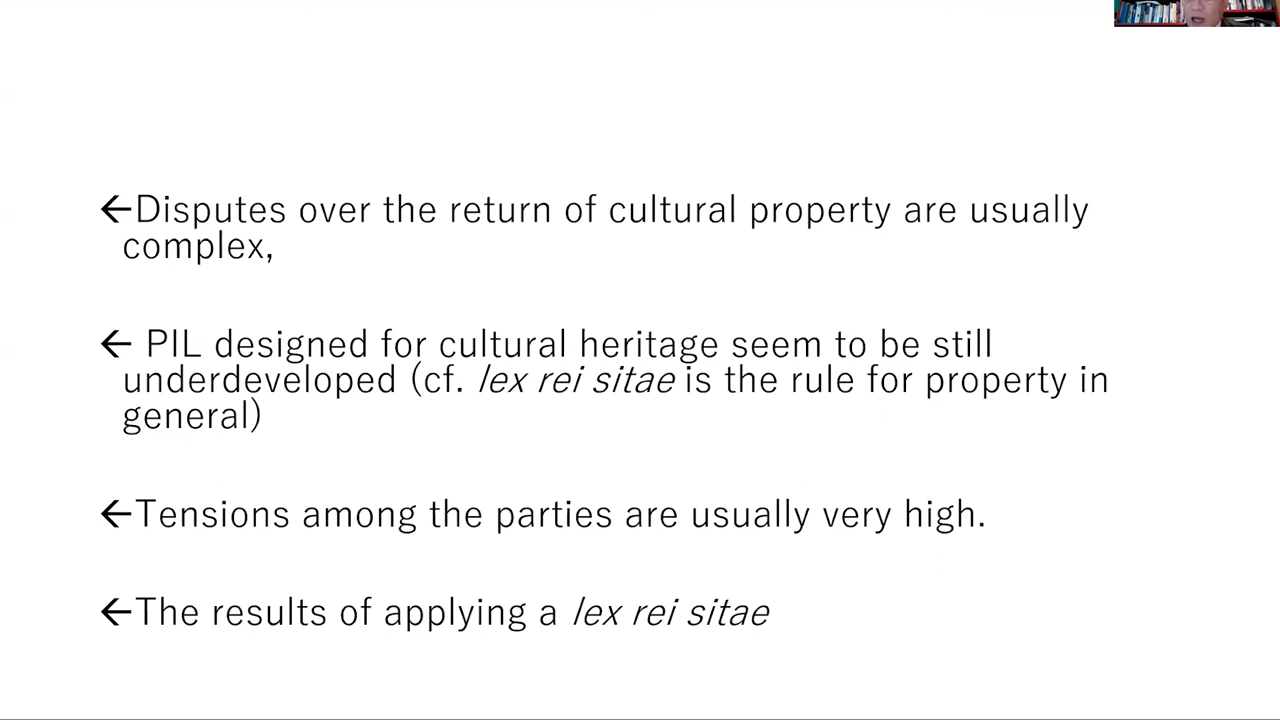 ←Disputes over the return of cultural property are usually
complex,
← PIL designed for cultural heritage seem to be still
underdeveloped (cf. lex rei sitae is the rule for property in
general)
←Tensions among the parties are usually very high.
←The results of applying a lex rei sitae